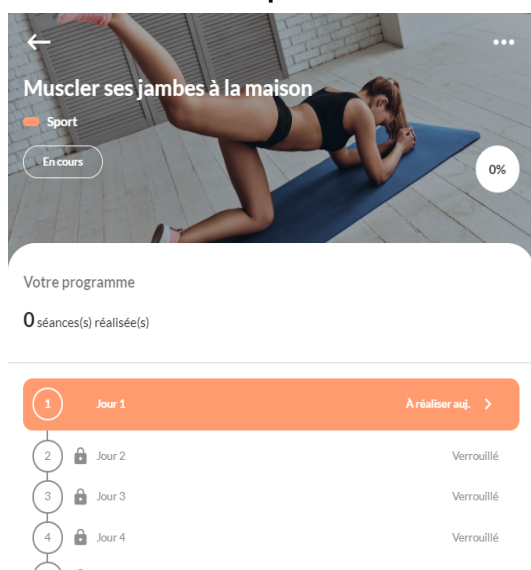 Muscler ses jambes à la maison
Sport
En cours
0%
Votre programme
0 séances(s) réalisée(s)
1 Jour 1 À réaliser auj.
2 Jour 2 Verrouillé
3 Jour 3 Verrouillé
4 Jour 4 Verrouillé